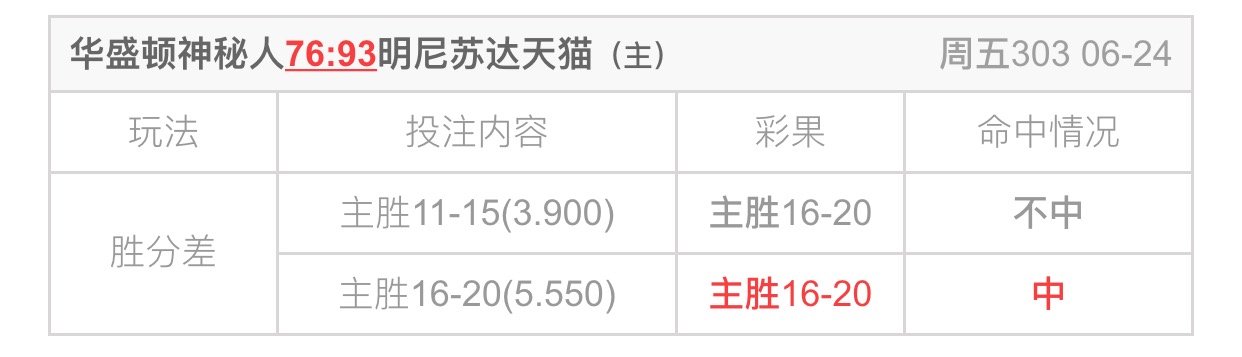 华盛顿神秘人76:93明尼苏达天猫（主） 周五303 06-24
玩法 投注内容 彩果 命中情况
胜分差
主胜11-15(3.900) 主胜16-20 不中
主胜16-20(5.550) 主胜16-20 中